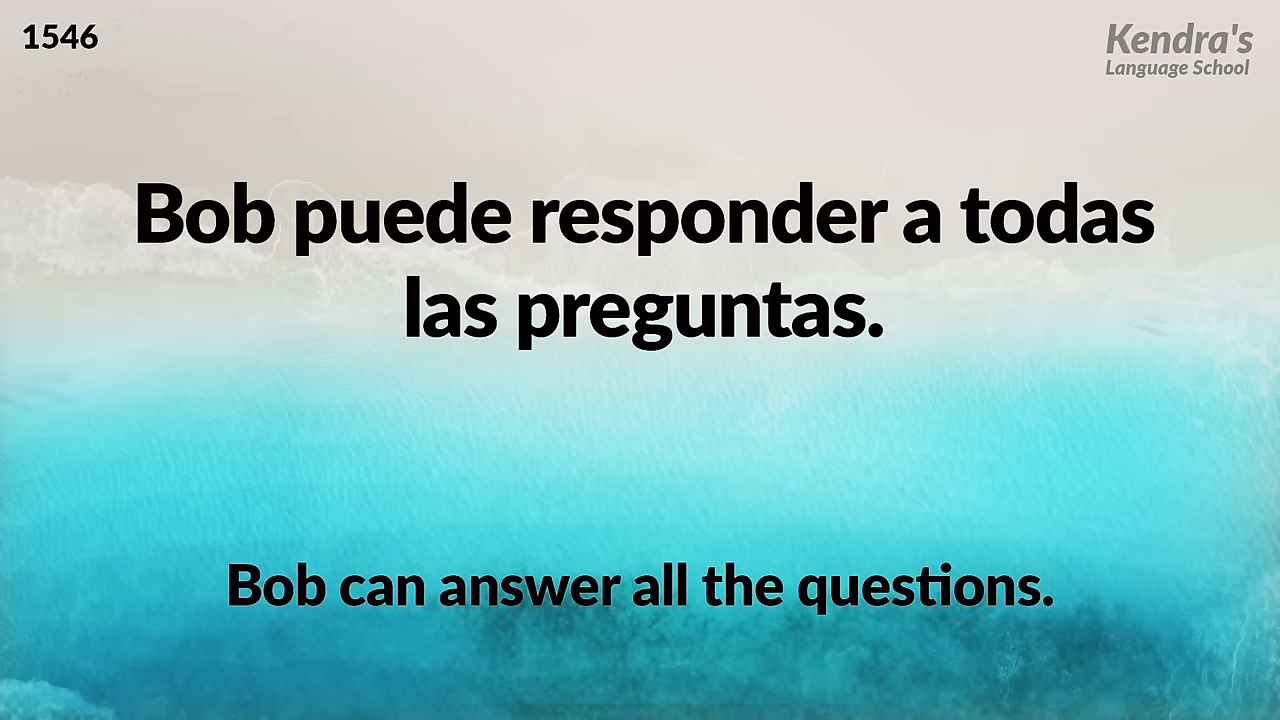 1546
Kendra's
Language School
Bob puede responder a todas
las preguntas.
Bob can answer all the questions.